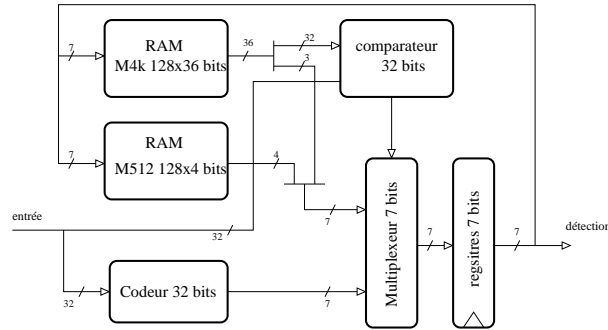 7
RAM
M4k 128x36 bits
36
32
3
comparateur
32 bits
7
RAM
M512 128x4 bits
4
entrée
32
7
Multiplexeur 7 bits
7
regsitres 7 bits
7
détection
32
Codeur 32 bits
7